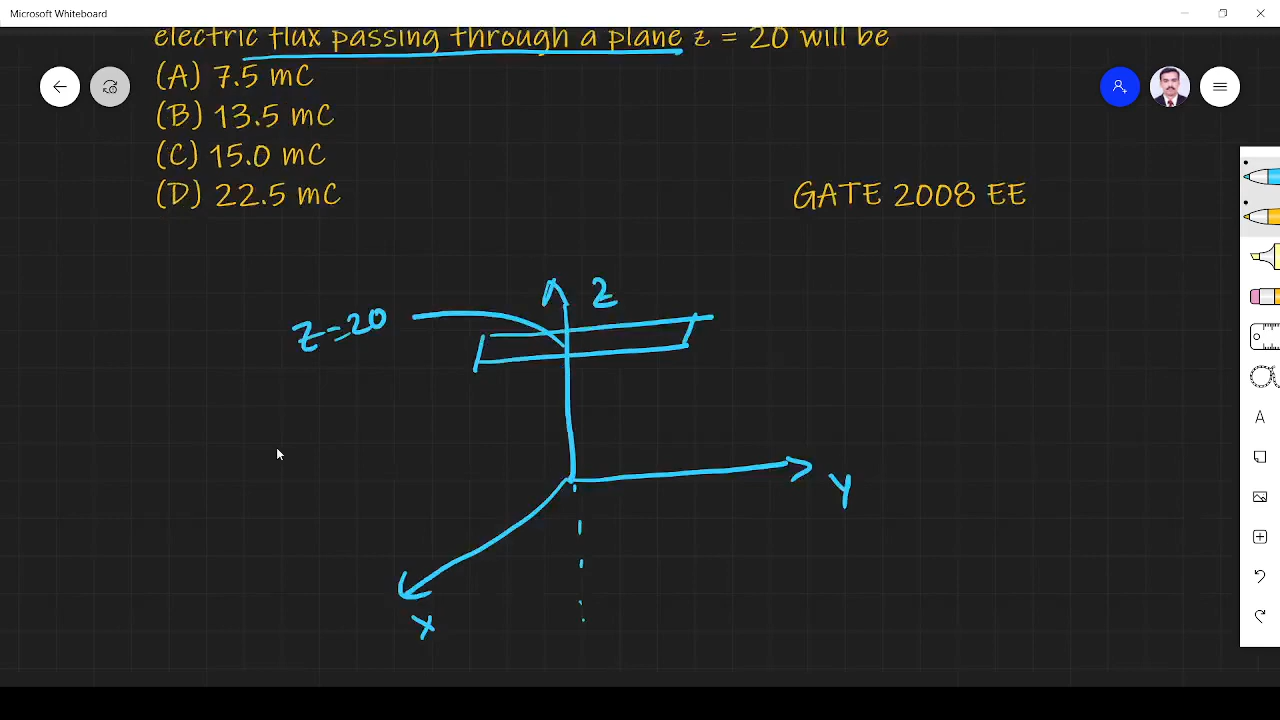 Microsoft Whiteboard
electric flux passing through a plane z = 20 will be
(A) 7.5 mC
(B) 13.5 mC
(C) 15.0 mC
(D) 22.5 mC
GATE 2008 EE
Z
Z=20
Y
X
A